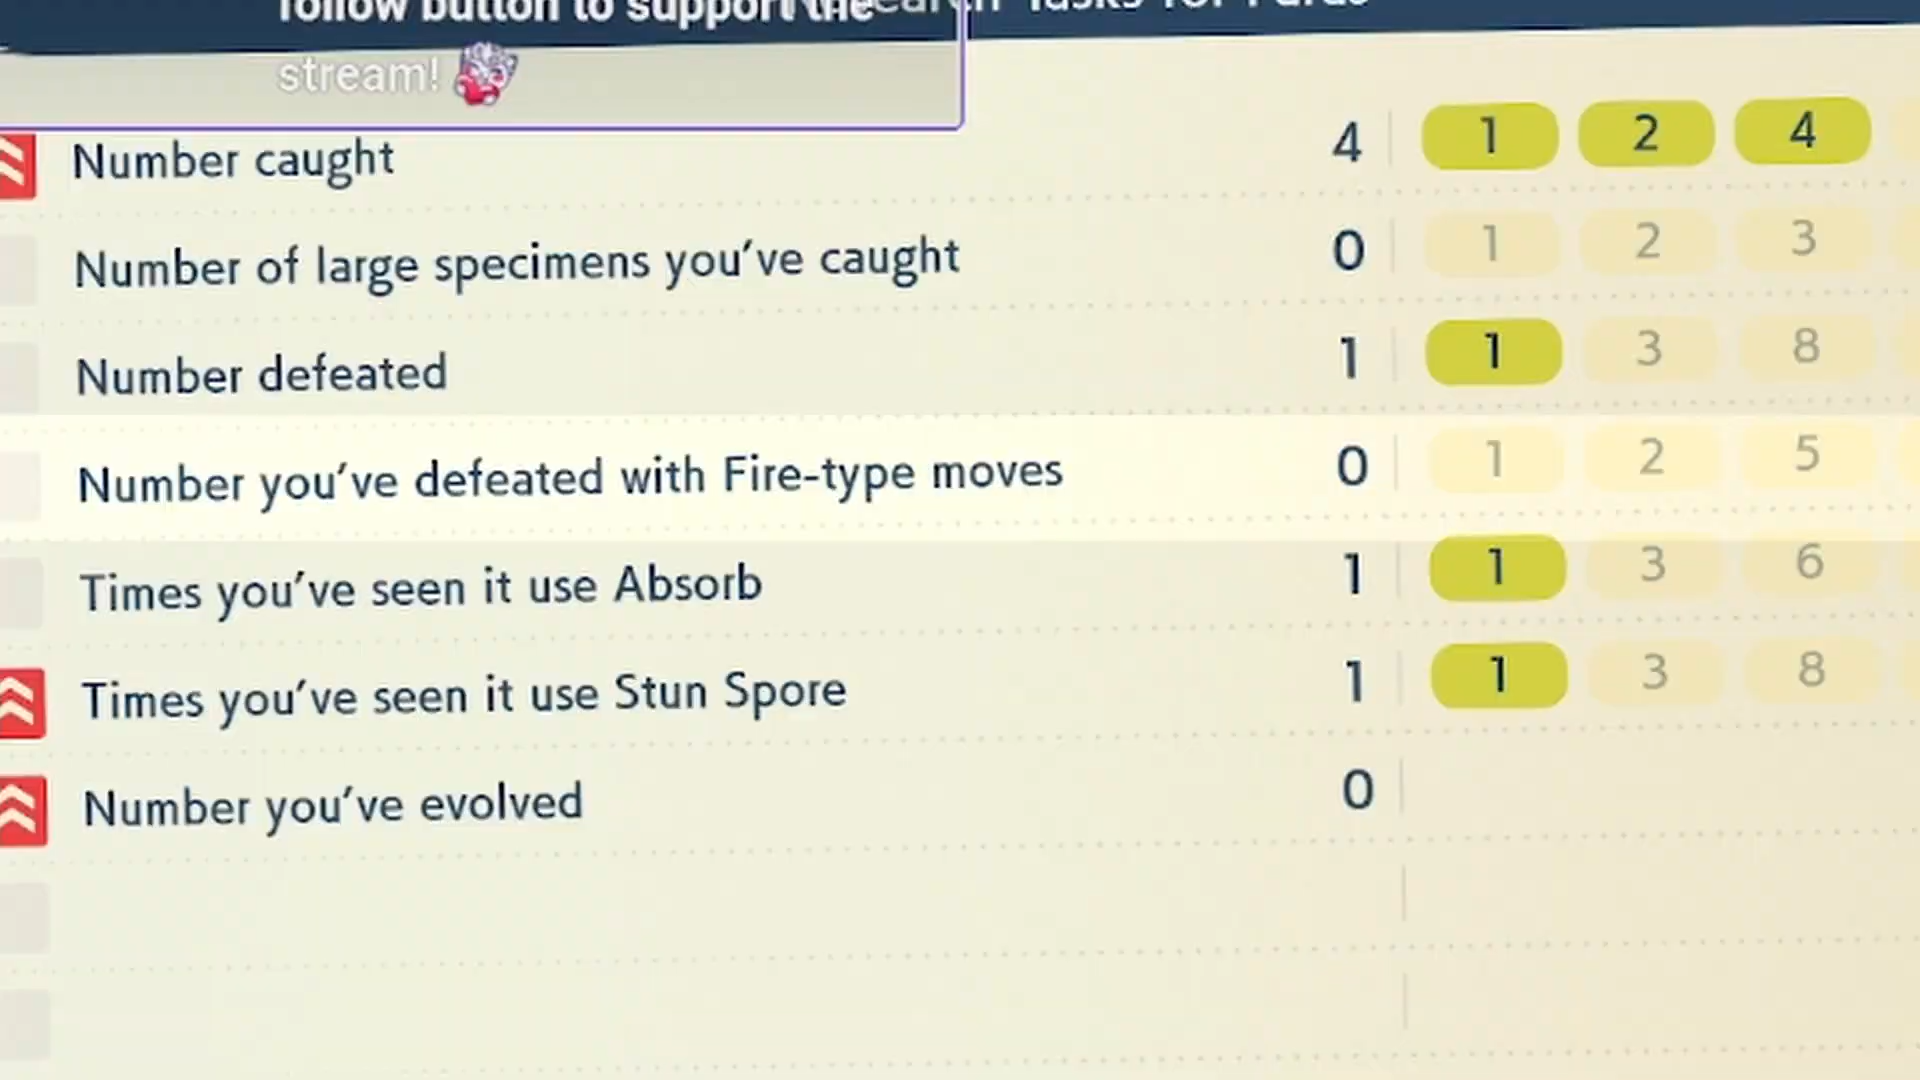 follow button to support the
Tasks for Paras
stream!
Number caught 4 1 2 4
Number of large specimens you've caught 0 1 2 3
Number defeated 1 1 3 8
Number you've defeated with Fire-type moves 0 1 2 5
Times you've seen it use Absorb 1 1 3 6
Times you've seen it use Stun Spore 1 1 3 8
Number you've evolved 0